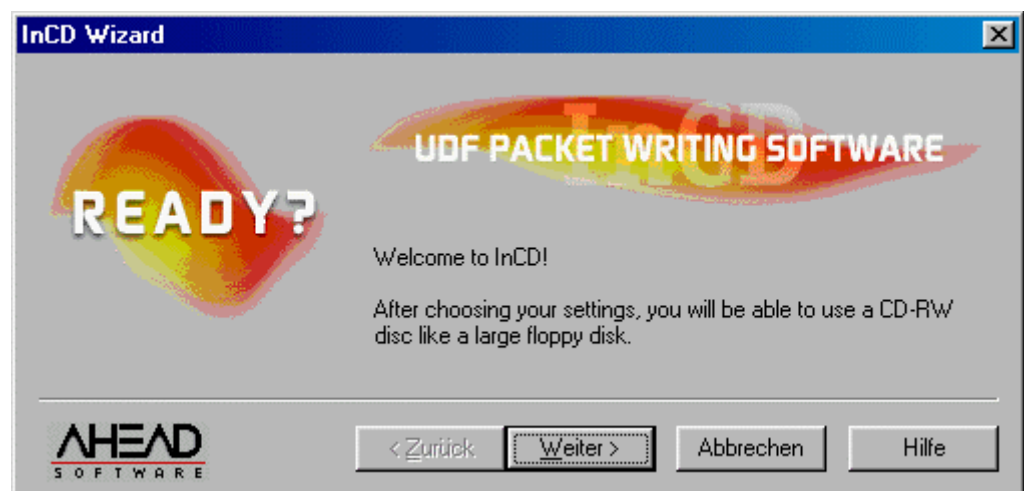 InCD Wizard
InCD
UDF PACKET WRITING SOFTWARE
READY?
Welcome to InCD!
After choosing your settings, you will be able to use a CD-RW
disc like a large floppy disk.
AHEAD
SOFTWARE
< Zurück
Weiter >
Abbrechen
Hilfe